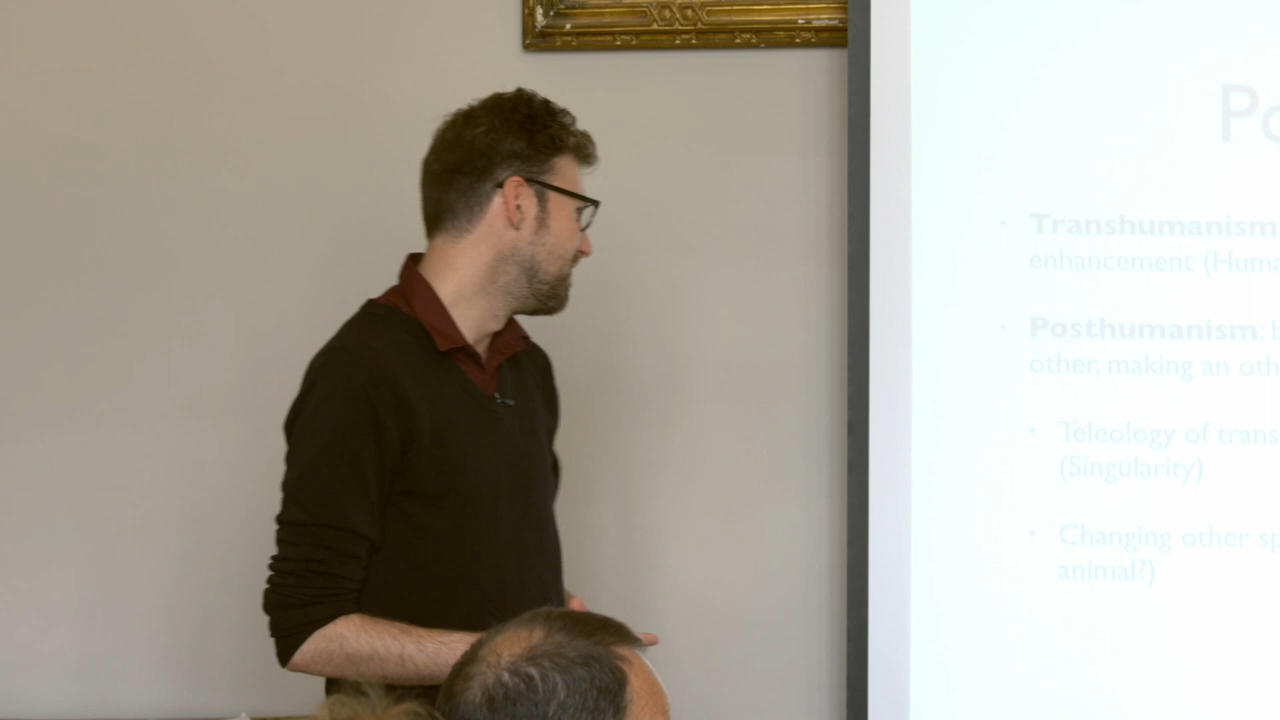 Po
Transhumanism
enhancement (Huma
Posthumanism: b
other, making an oth
Teleology of trans
(Singularity)
Changing other sp
animal?)